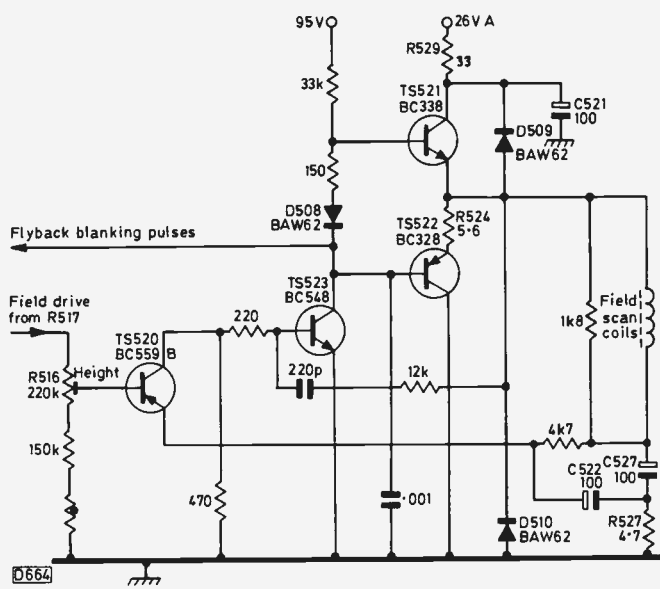 95V
26V A
R529
33
33k
TS521
BC338
C521
100
D509
BAW62
150
D508
BAW62
TS522
BC328
R524
5·6
Flyback blanking pulses
TS523
BC548
Field drive
from R517
TS520
BC559 B
220
1k8
Field
scan
coils
R516
220k
Height
220p
12k
150k
4k7
C522
100
C527
100
470
·001
D510
BAW62
R527
4·7
D664